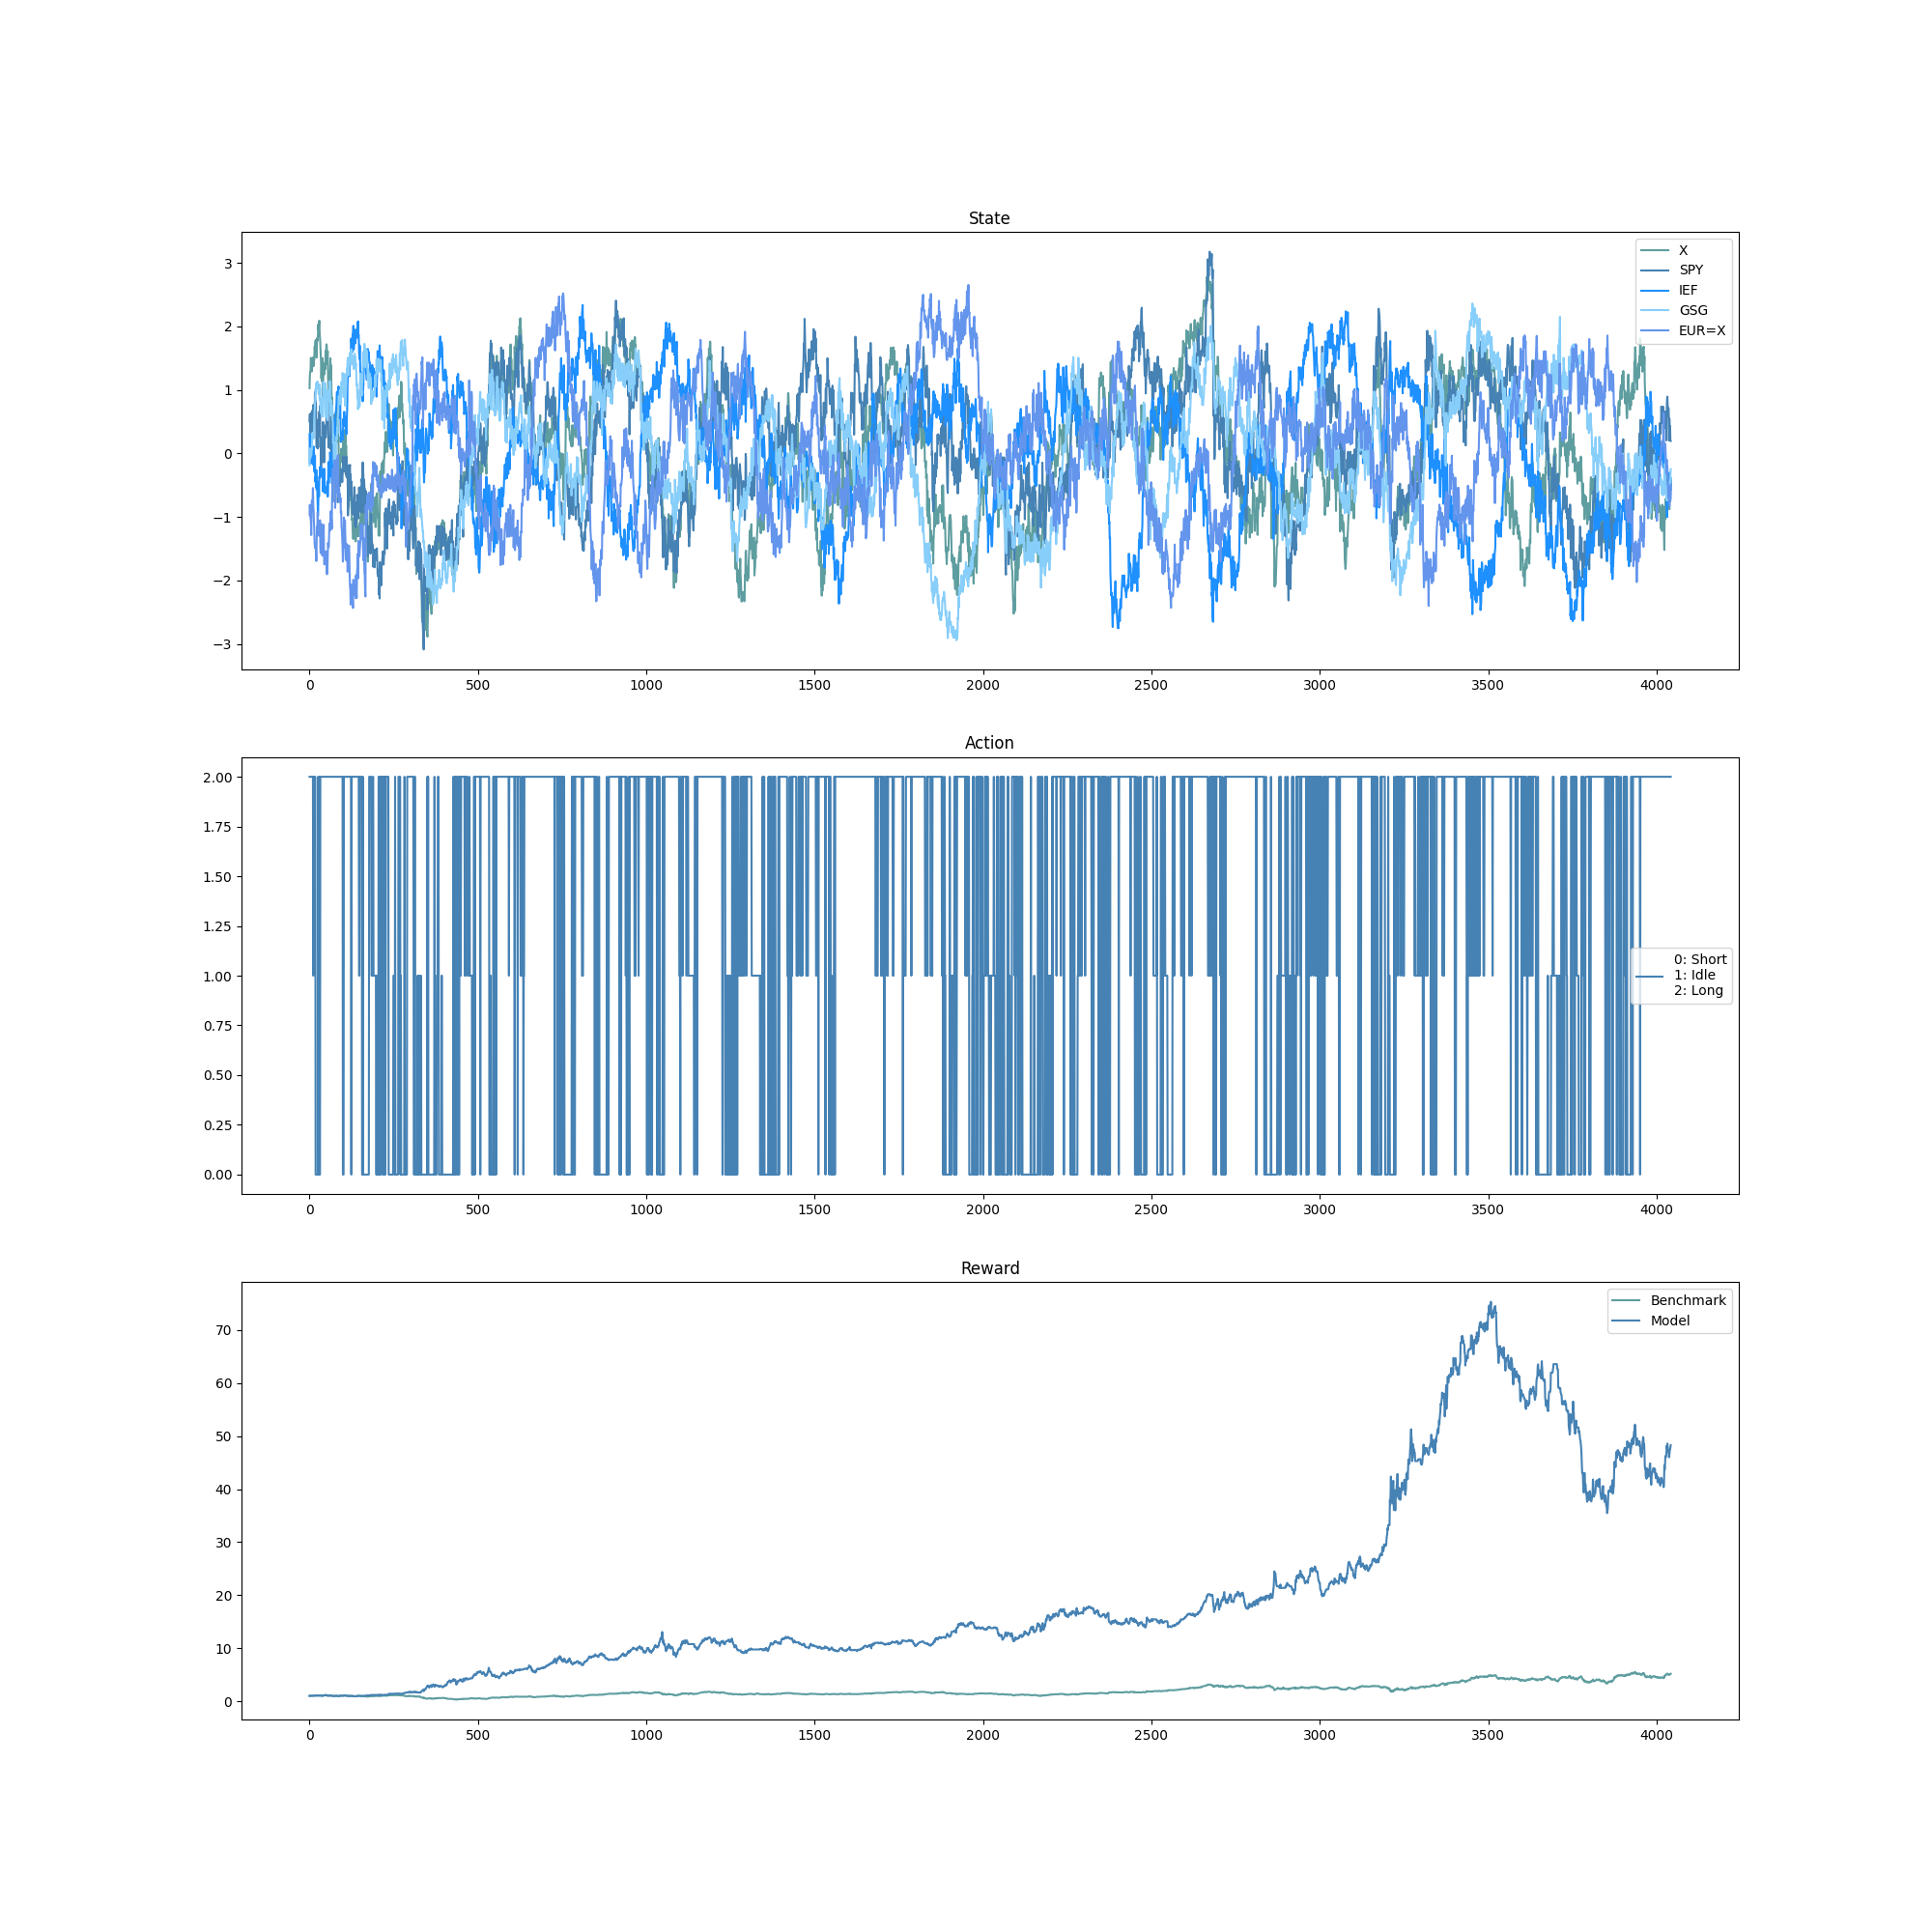 State
3
2
1
0
−1
−2
−3
X
SPY
IEF
GSG
EUR=X
0 500 1000 1500 2000 2500 3000 3500 4000
Action
2.00
1.75
1.50
1.25
1.00
0.75
0.50
0.25
0.00
0: Short
1: Idle
2: Long
0 500 1000 1500 2000 2500 3000 3500 4000
Reward
70
60
50
40
30
20
10
0
Benchmark
Model
0 500 1000 1500 2000 2500 3000 3500 4000